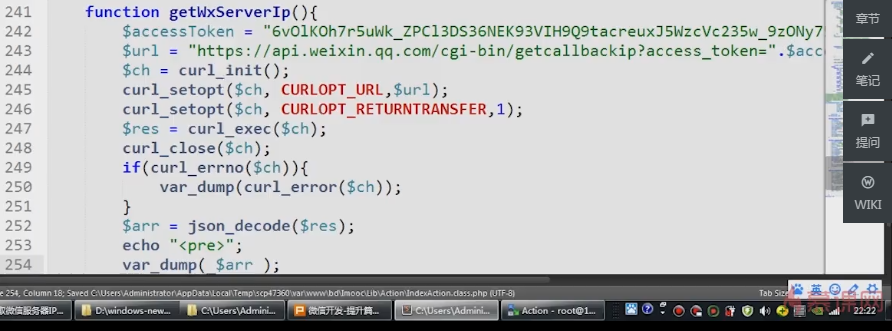 241 function getWxServerIp(){
242 $accessToken = "6vOlKOh7r5uWk_ZPCl3DS36NEK93VIH9Q9tacreuxJ5WzcVc235w_9zONy7
243 $url = "https://api.weixin.qq.com/cgi-bin/getcallbackip?access_token=".$acc
244 $ch = curl_init();
245 curl_setopt($ch, CURLOPT_URL,$url);
246 curl_setopt($ch, CURLOPT_RETURNTRANSFER,1);
247 $res = curl_exec($ch);
248 curl_close($ch);
249 if(curl_errno($ch)){
250 var_dump(curl_error($ch));
251 }
252 $arr = json_decode($res);
253 echo "<pre>";
254 var_dump( $arr );
章节
笔记
提问
WIKI
ne 254, Column 18; Saved C:\Users\Administrator\AppData\Local\Temp\scp47360\var\www\bd\Imooc\Lib\Action\IndexAction.class.php (UTF-8)
Tab Size
英
取微信服务器IP...
D:\windows-new...
C:\Users\Admini...
微信开发-提升篇...
C:\Users\Admini...
Action - root@1...
22:22
慕课网